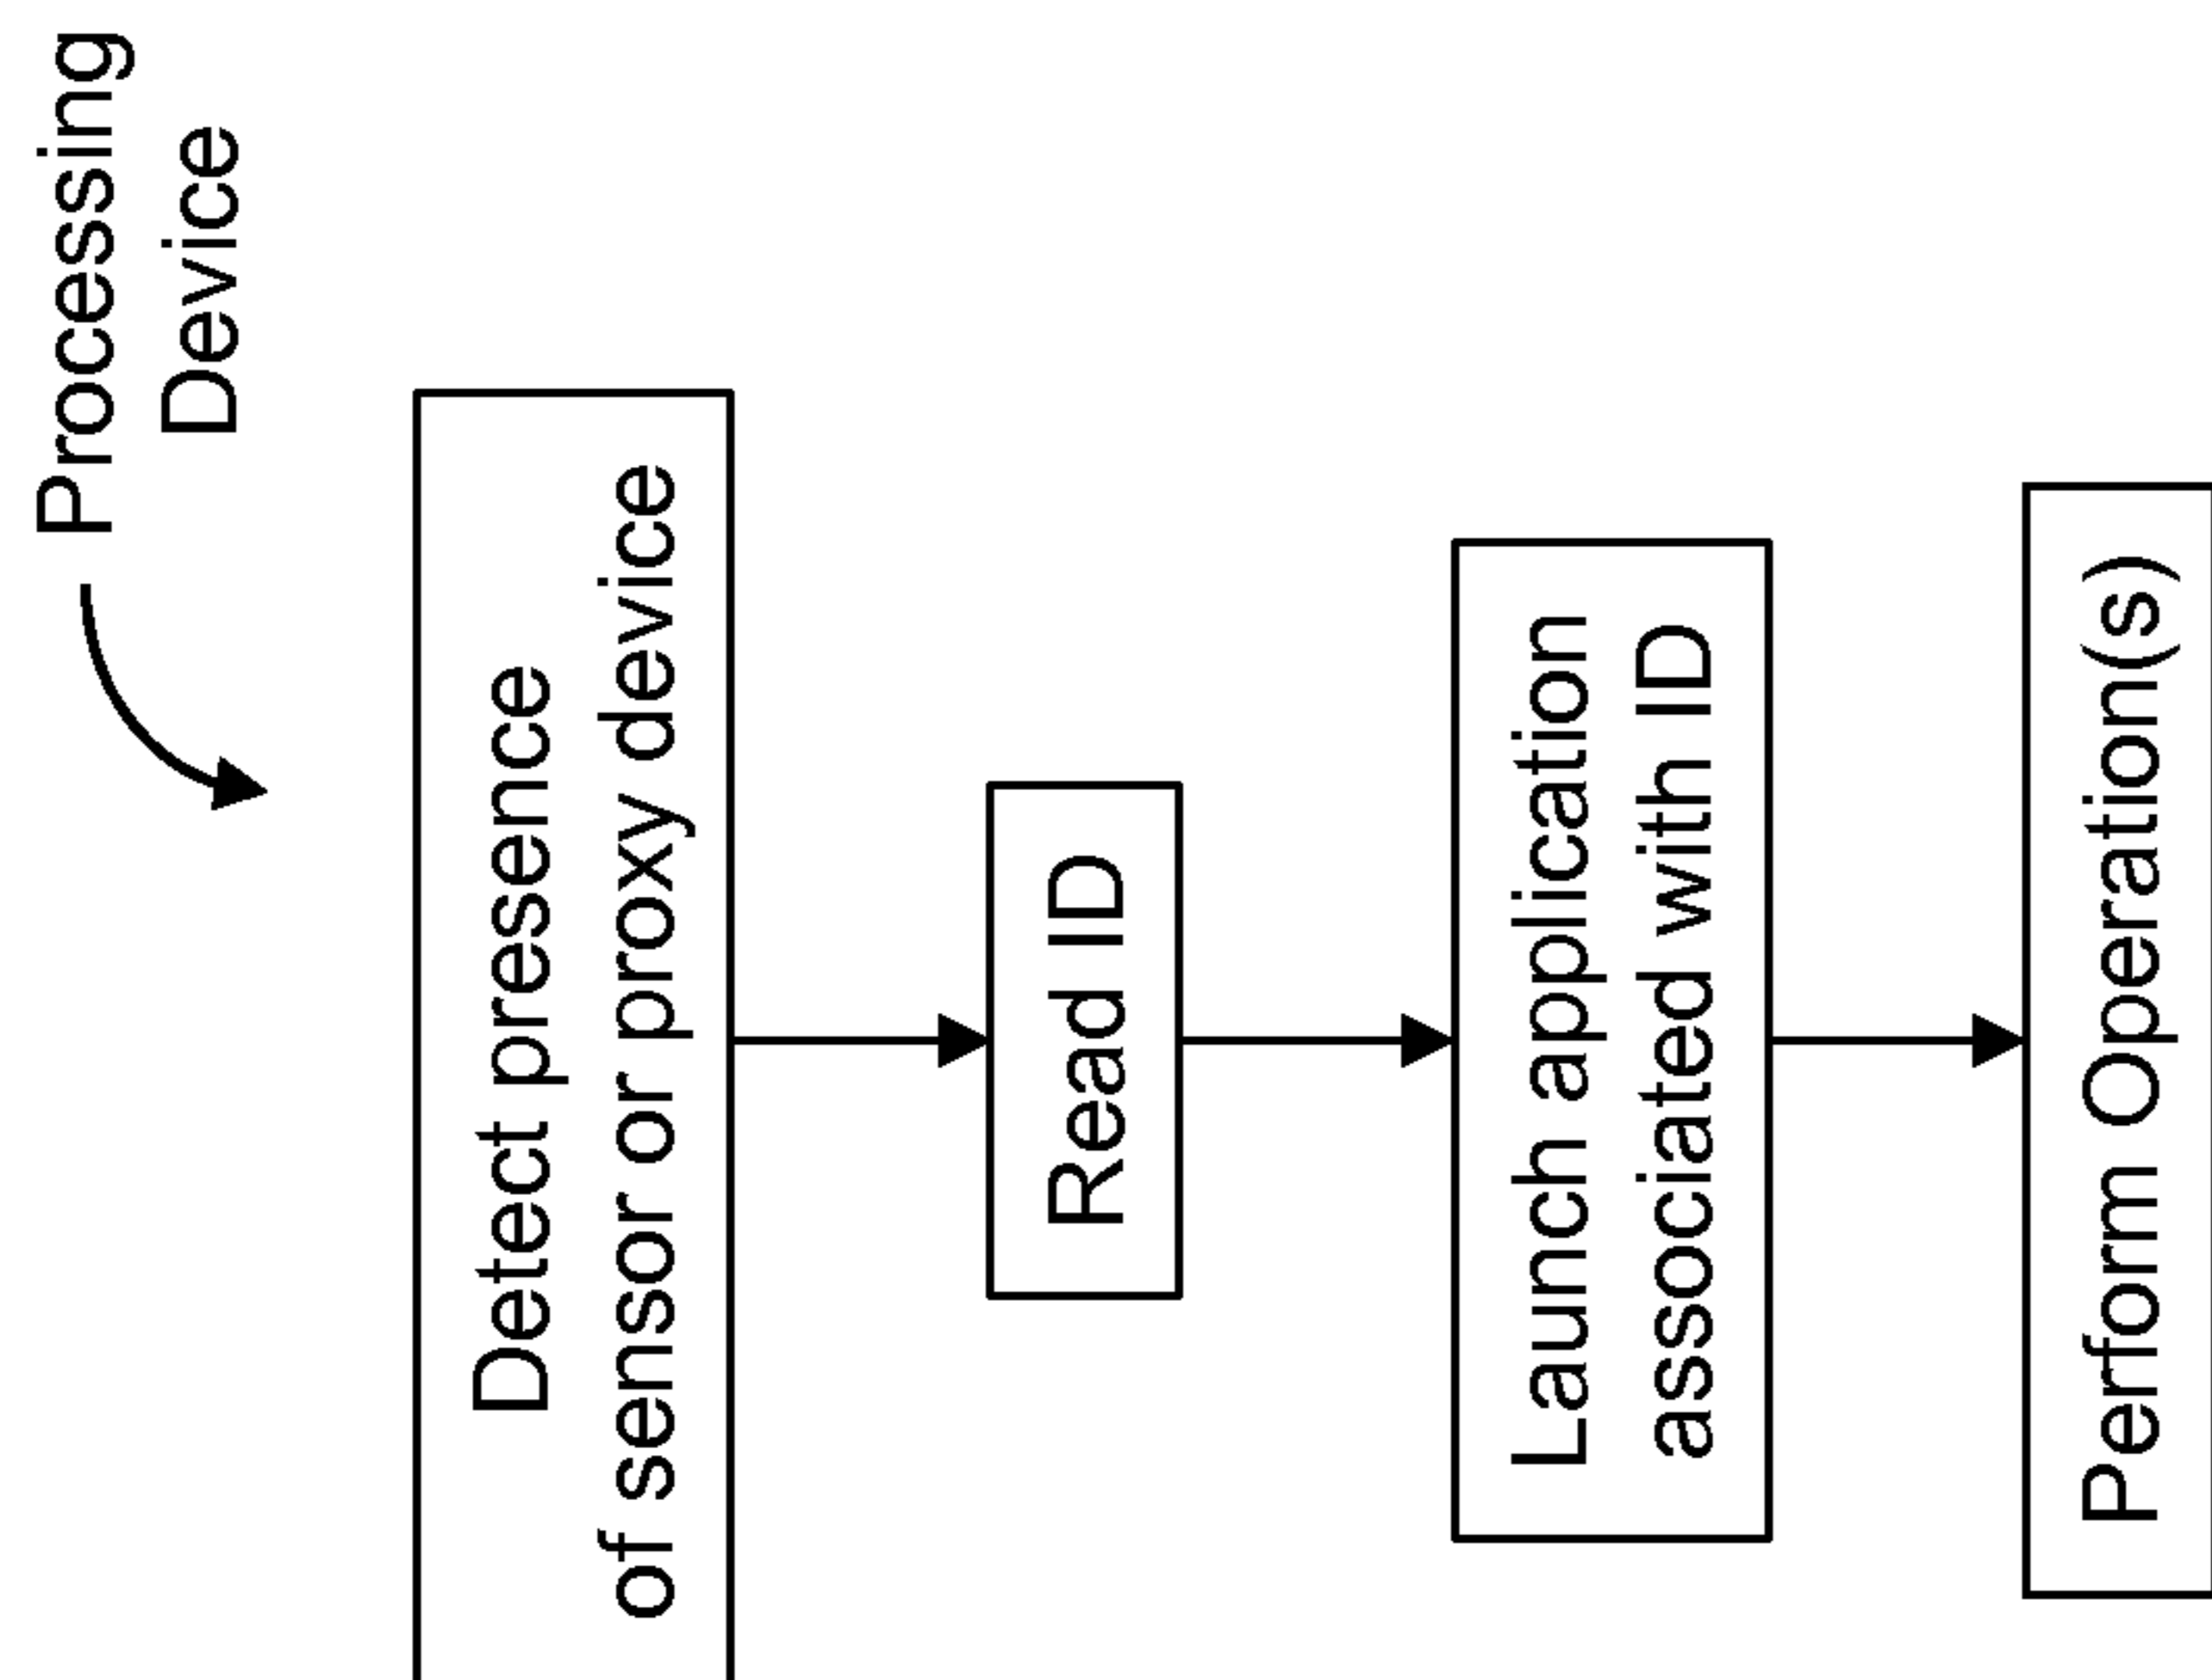 Processing
Device
Detect presence
of sensor or proxy device
Read ID
Launch application
associated with ID
Perform Operation(s)